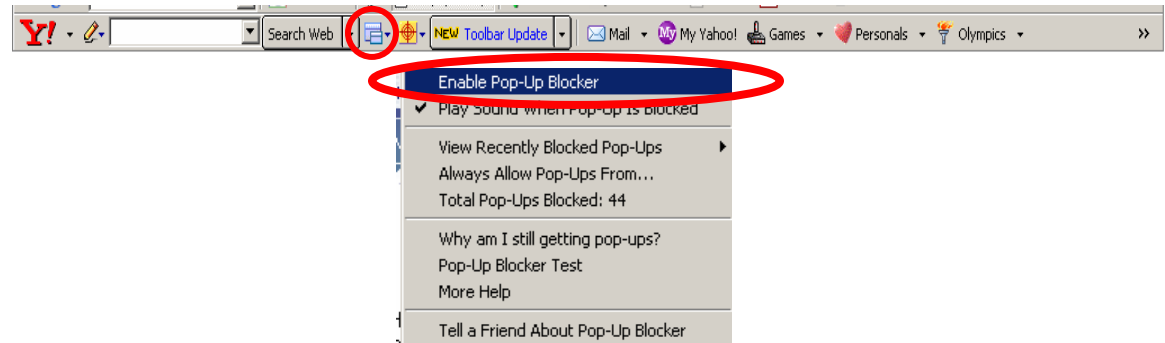 Y! Search Web NEW Toolbar Update Mail My My Yahoo! Games Personals Olympics »
Enable Pop-Up Blocker
Play Sound When Pop-Up Is Blocked
View Recently Blocked Pop-Ups
Always Allow Pop-Ups From...
Total Pop-Ups Blocked: 44
Why am I still getting pop-ups?
Pop-Up Blocker Test
More Help
Tell a Friend About Pop-Up Blocker